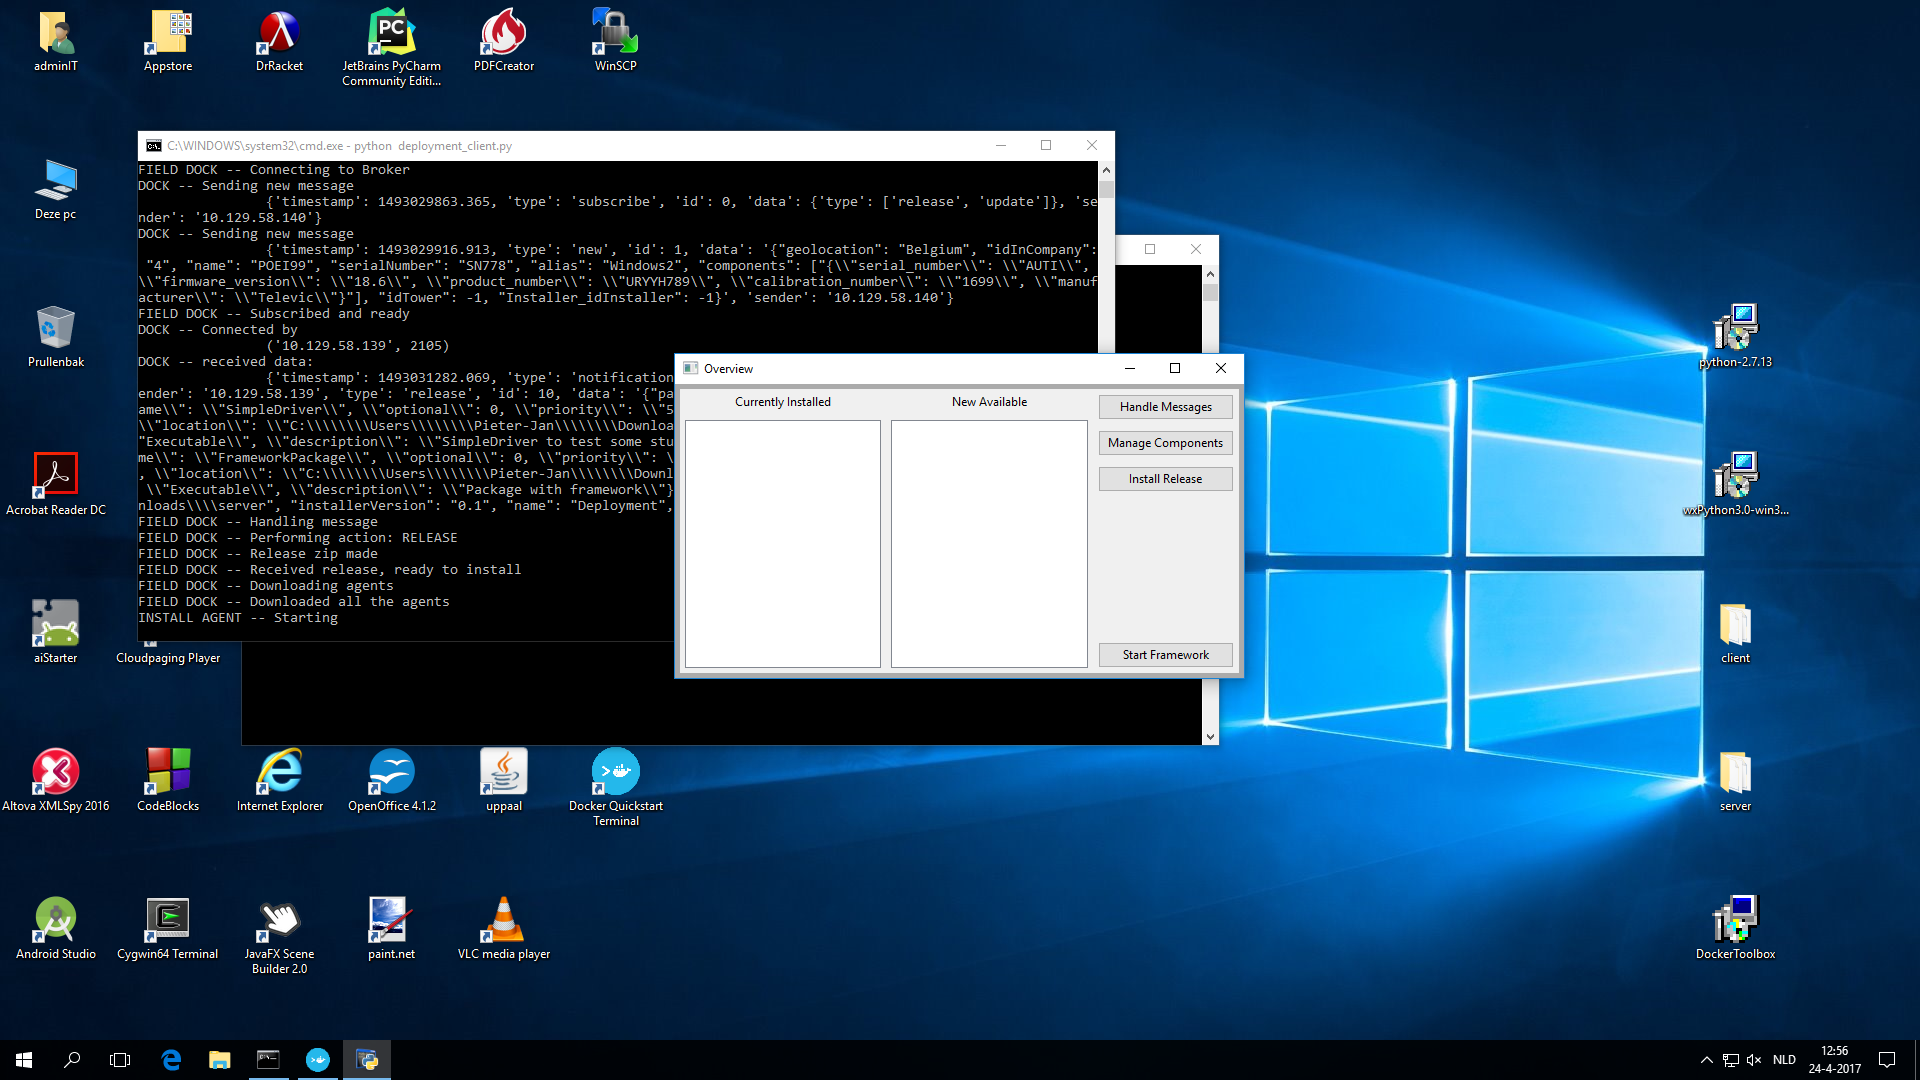 adminIT
Appstore
DrRacket
JetBrains PyCharm
Community Editi...
PDFCreator
WinSCP
Deze pc
Prullenbak
Acrobat Reader DC
aiStarter
Cloudpaging Player
C:\WINDOWS\system32\cmd.exe - python  deployment_client.py
FIELD DOCK -- Connecting to Broker
DOCK -- Sending new message
{'timestamp': 1493029863.365, 'type': 'subscribe', 'id': 0, 'data': {'type': ['release', 'update']}, 'se
nder': '10.129.58.140'}
DOCK -- Sending new message
{'timestamp': 1493029916.913, 'type': 'new', 'id': 1, 'data': '{"geolocation": "Belgium", "idInCompany":
"4", "name": "POEI99", "serialNumber": "SN778", "alias": "Windows2", "components": ["{\\"serial_number\\": \\"AUTI\\",
\\"firmware_version\\": \\"18.6\\", \\"product_number\\": \\"URYYH789\\", \\"calibration_number\\": \\"1699\\", \\"manuf
acturer\\": \\"Televic\\"}"], "idTower": -1, "Installer_idInstaller": -1}', 'sender': '10.129.58.140'}
FIELD DOCK -- Subscribed and ready
DOCK -- Connected by
('10.129.58.139', 2105)
DOCK -- received data:
{'timestamp': 1493031282.069, 'type': 'notification
ender': '10.129.58.139', 'type': 'release', 'id': 10, 'data': '{"pa
ame\\": \\"SimpleDriver\\", \\"optional\\": 0, \\"priority\\": \\"5
\\"location\\": \\"C:\\\\\\\\Users\\\\\\\\Pieter-Jan\\\\\\\\Downloa
"Executable\\", \\"description\\": \\"SimpleDriver to test some stu
me\\": \\"FrameworkPackage\\", \\"optional\\": 0, \\"priority\\": \
, \\"location\\": \\"C:\\\\\\\\Users\\\\\\\\Pieter-Jan\\\\\\\\Downl
\\"Executable\\", \\"description\\": \\"Package with framework\\"}
nloads\\\\server", "installerVersion": "0.1", "name": "Deployment",
FIELD DOCK -- Handling message
FIELD DOCK -- Performing action: RELEASE
FIELD DOCK -- Release zip made
FIELD DOCK -- Received release, ready to install
FIELD DOCK -- Downloading agents
FIELD DOCK -- Downloaded all the agents
INSTALL AGENT -- Starting
Overview
Currently Installed
New Available
Handle Messages
Manage Components
Install Release
Start Framework
python-2.7.13
wxPython3.0-win3...
client
server
DockerToolbox
Altova XMLSpy 2016
CodeBlocks
Internet Explorer
OpenOffice 4.1.2
uppaal
Docker Quickstart
Terminal
Android Studio
Cygwin64 Terminal
JavaFX Scene
Builder 2.0
paint.net
VLC media player
NLD
12:56
24-4-2017